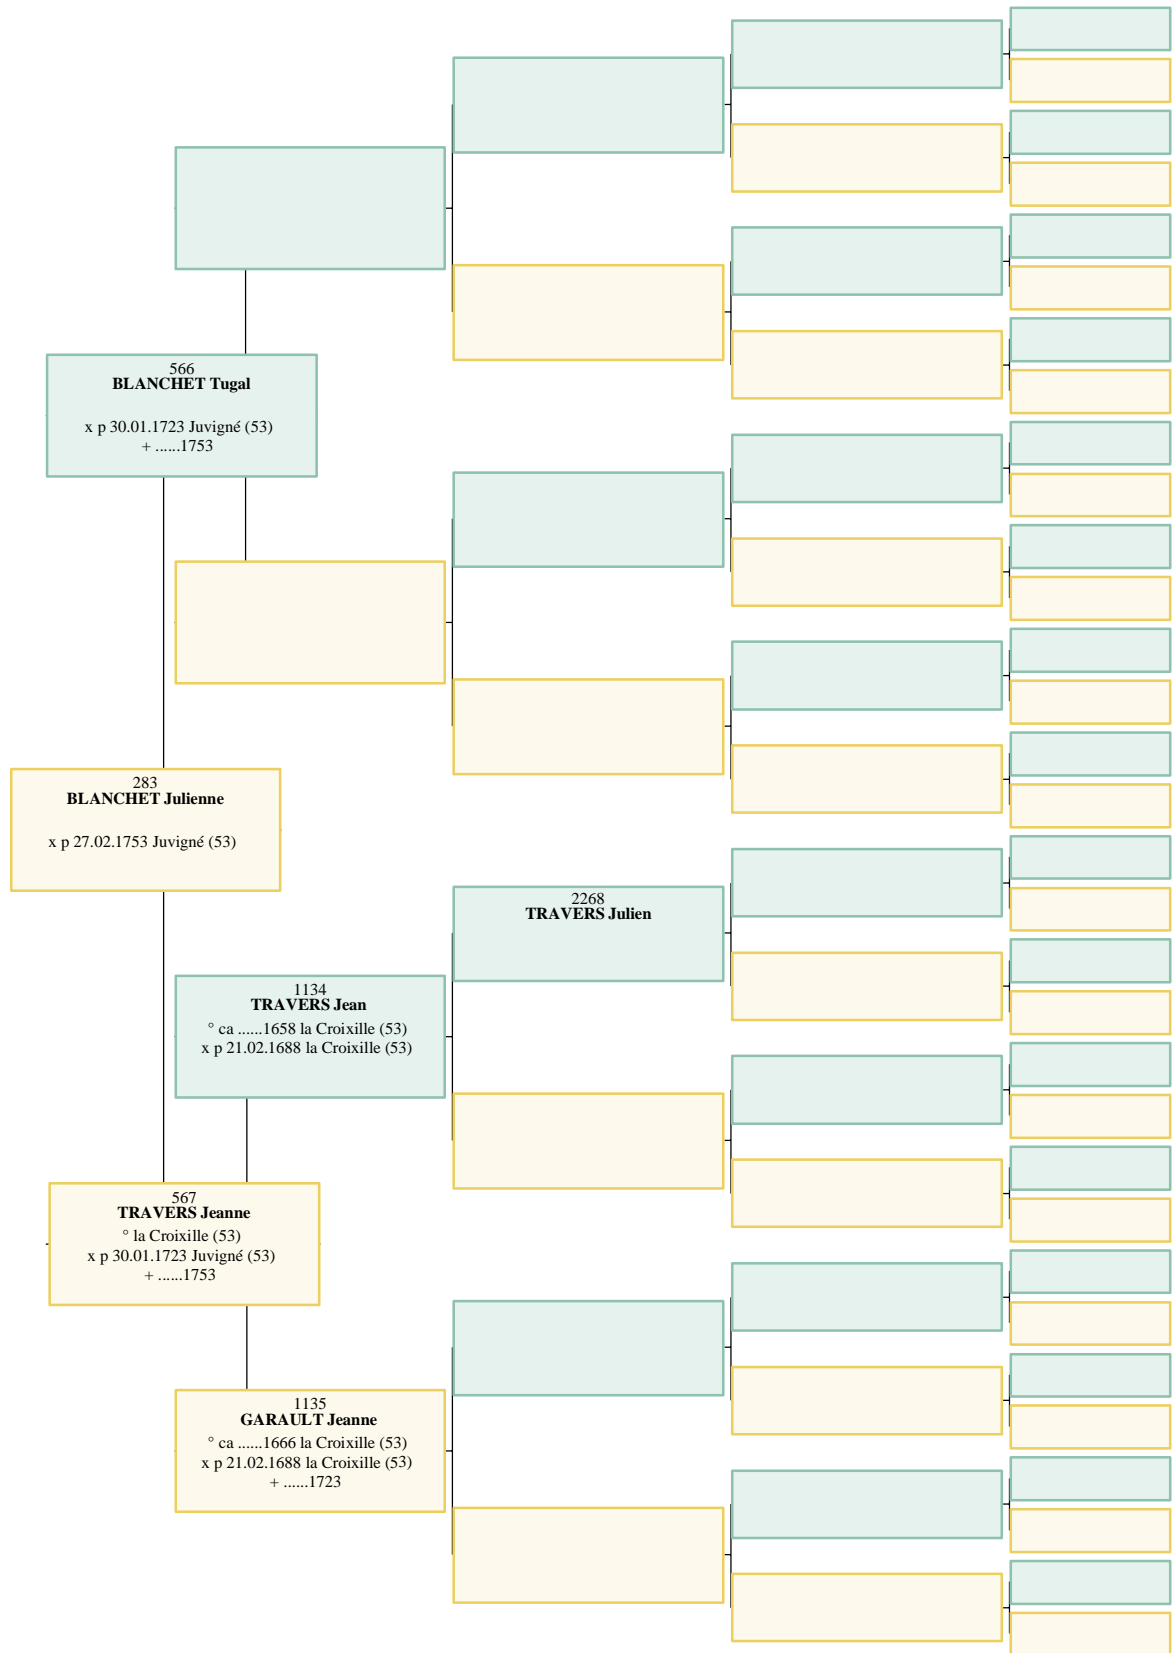 566
BLANCHET Tugal
x p 30.01.1723 Juvigné (53)
+ ......1753
283
BLANCHET Julienne
x p 27.02.1753 Juvigné (53)
2268
TRAVERS Julien
1134
TRAVERS Jean
° ca ......1658 la Croixille (53)
x p 21.02.1688 la Croixille (53)
567
TRAVERS Jeanne
° la Croixille (53)
x p 30.01.1723 Juvigné (53)
+ ......1753
1135
GARAULT Jeanne
° ca ......1666 la Croixille (53)
x p 21.02.1688 la Croixille (53)
+ ......1723